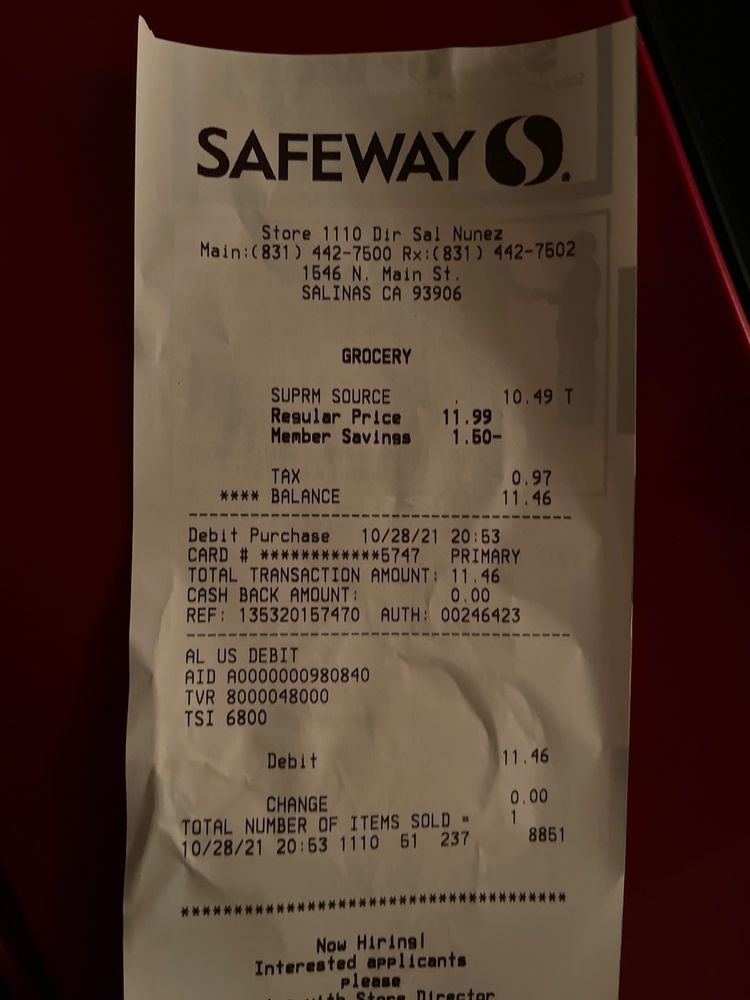 SAFEWAY
Store 1110 Dir Sal Nunez
Main:(831) 442-7500 Rx:(831) 442-7502
1546 N. Main St.
SALINAS CA 93906
GROCERY
SUPRM SOURCE . 10.49 T
Regular Price 11.99
Member Savings 1.50-
TAX 0.97
**** BALANCE 11.46
Debit Purchase 10/28/21 20:53
CARD # ************5747 PRIMARY
TOTAL TRANSACTION AMOUNT: 11.46
CASH BACK AMOUNT: 0.00
REF: 135320157470 AUTH: 00246423
AL US DEBIT
AID A0000000980840
TVR 8000048000
TSI 6800
Debit 11.46
CHANGE 0.00
TOTAL NUMBER OF ITEMS SOLD = 1
10/28/21 20:53 1110 51 237 8851
**************************************
Now Hiring!
Interested applicants
please
with Store Director